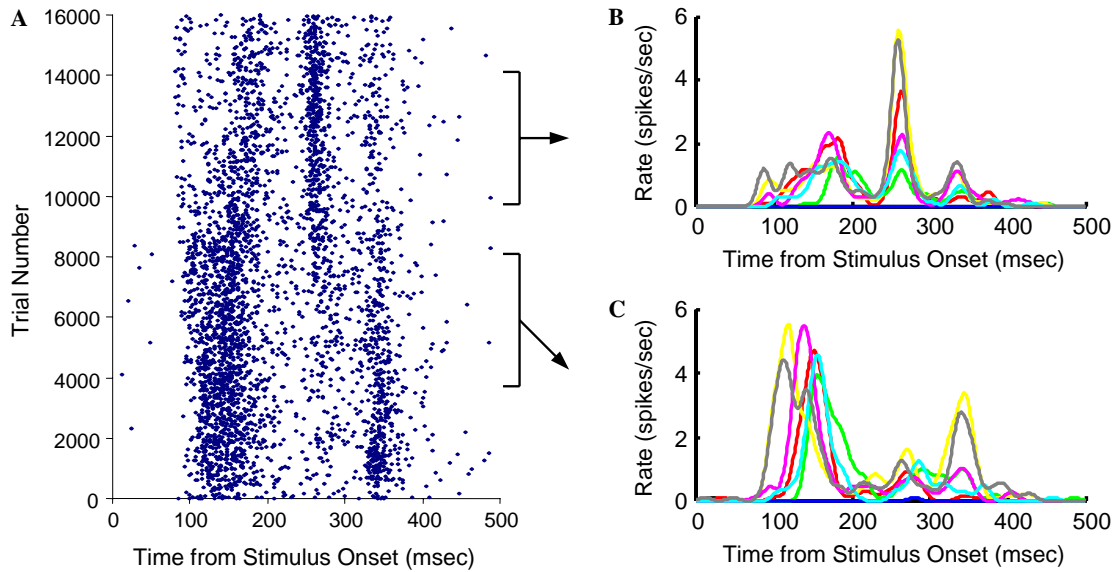 A
16000
14000
12000
10000
8000
6000
4000
2000
0
Trial Number
0 100 200 300 400 500
Time from Stimulus Onset (msec)
B
6
4
2
0
Rate (spikes/sec)
0 100 200 300 400 500
Time from Stimulus Onset (msec)
C
6
4
2
0
Rate (spikes/sec)
0 100 200 300 400 500
Time from Stimulus Onset (msec)